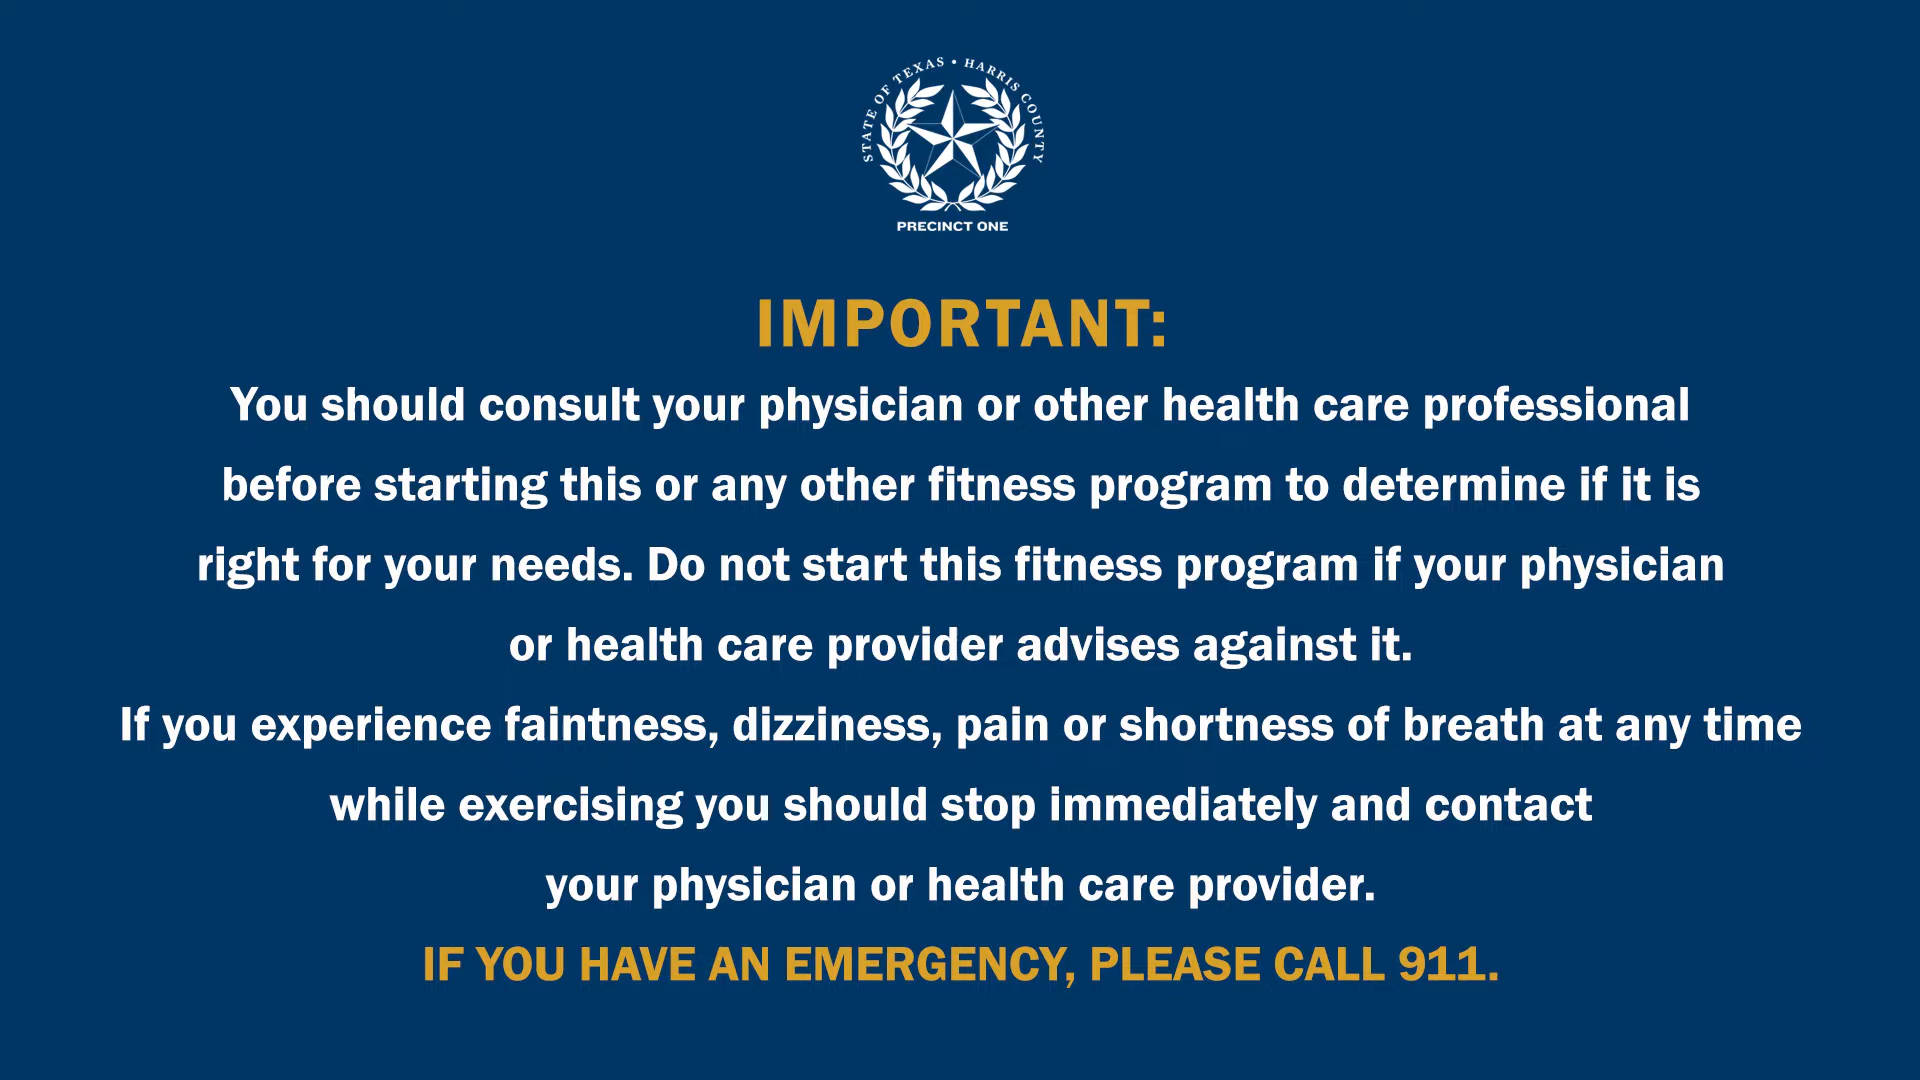 STATE OF TEXAS • HARRIS COUNTY
PRECINCT ONE
IMPORTANT:
You should consult your physician or other health care professional
before starting this or any other fitness program to determine if it is
right for your needs. Do not start this fitness program if your physician
or health care provider advises against it.
If you experience faintness, dizziness, pain or shortness of breath at any time
while exercising you should stop immediately and contact
your physician or health care provider.
IF YOU HAVE AN EMERGENCY, PLEASE CALL 911.